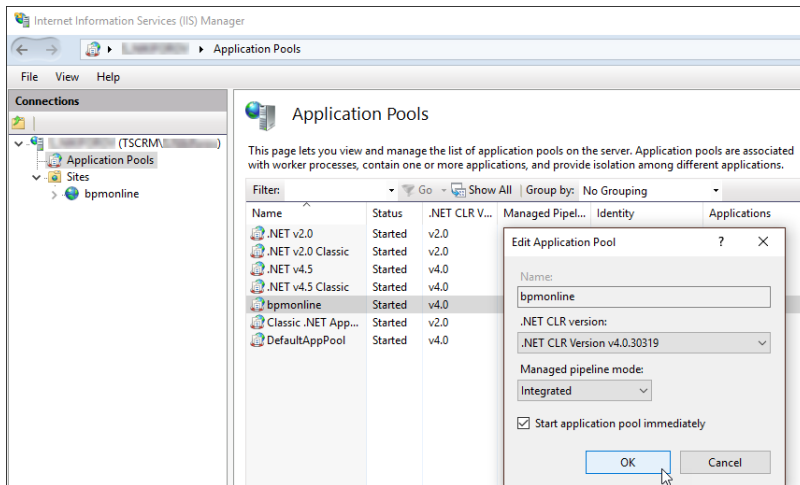 Internet Information Services (IIS) Manager
Application Pools
File View Help
Connections
(TSCRM\ )
Application Pools
Sites
bpmonline
Application Pools
This page lets you view and manage the list of application pools on the server. Application pools are associated
with worker processes, contain one or more applications, and provide isolation among different applications.
Filter: Go Show All Group by: No Grouping
Name Status .NET CLR V... Managed Pipel... Identity Applications
.NET v2.0 Started v2.0
.NET v2.0 Classic Started v2.0
.NET v4.5 Started v4.0
.NET v4.5 Classic Started v4.0
bpmonline Started v4.0
Classic .NET App... Started v2.0
DefaultAppPool Started v4.0
Edit Application Pool ?
Name:
bpmonline
.NET CLR version:
.NET CLR Version v4.0.30319
Managed pipeline mode:
Integrated
Start application pool immediately
OK Cancel